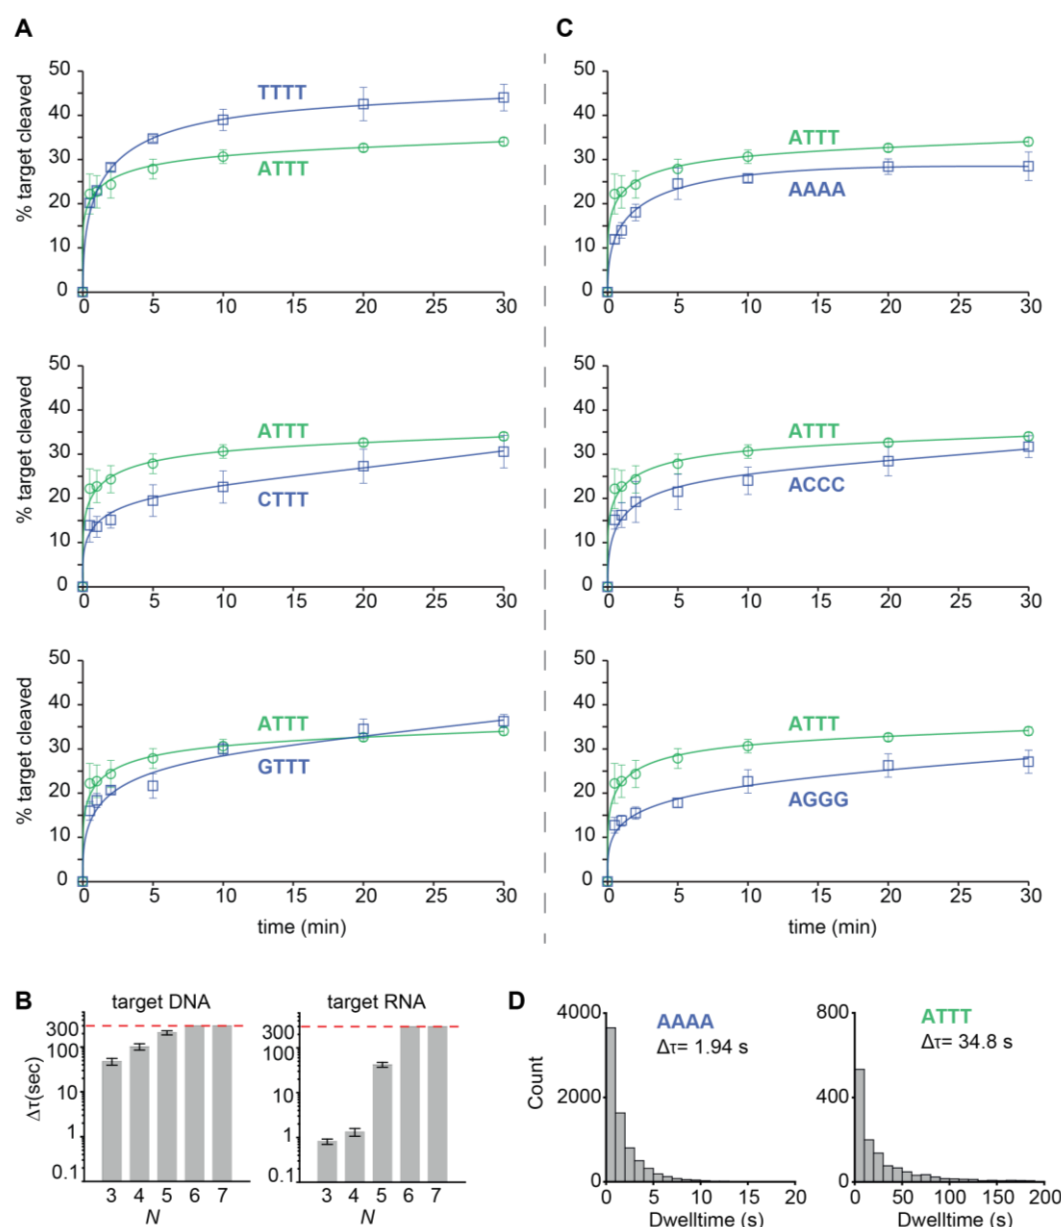 A
% target cleaved
50
40
30
20
10
0
TTTT
ATTT
0 5 10 15 20 25 30
% target cleaved
50
40
30
20
10
0
ATTT
CTTT
0 5 10 15 20 25 30
% target cleaved
50
40
30
20
10
0
ATTT
GTTT
0 5 10 15 20 25 30
time (min)
C
50
40
30
20
10
0
ATTT
AAAA
0 5 10 15 20 25 30
50
40
30
20
10
0
ATTT
ACCC
0 5 10 15 20 25 30
50
40
30
20
10
0
ATTT
AGGG
0 5 10 15 20 25 30
time (min)
B
target DNA
Δτ(sec)
300
100
10
1
0.1
3 4 5 6 7
N
target RNA
300
100
10
1
0.1
3 4 5 6 7
N
D
Count
4000
2000
0
AAAA
Δτ= 1.94 s
0 5 10 15 20
Dwelltime (s)
800
400
0
ATTT
Δτ= 34.8 s
0 50 100 150 200
Dwelltime (s)